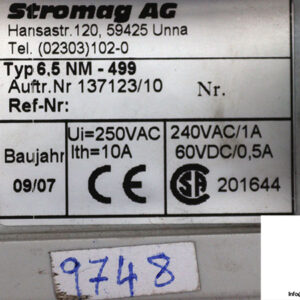 Stromag AG
Hansastr.120, 59425 Unna
Tel. (02303)102-0
Typ 6.5 NM - 499
Auftr.Nr 137123/10 Nr.
Ref-Nr:
Baujahr
09/07
Ui=250VAC
Ith=10A
CE
240VAC/1A
60VDC/0,5A
SA 201644
9748